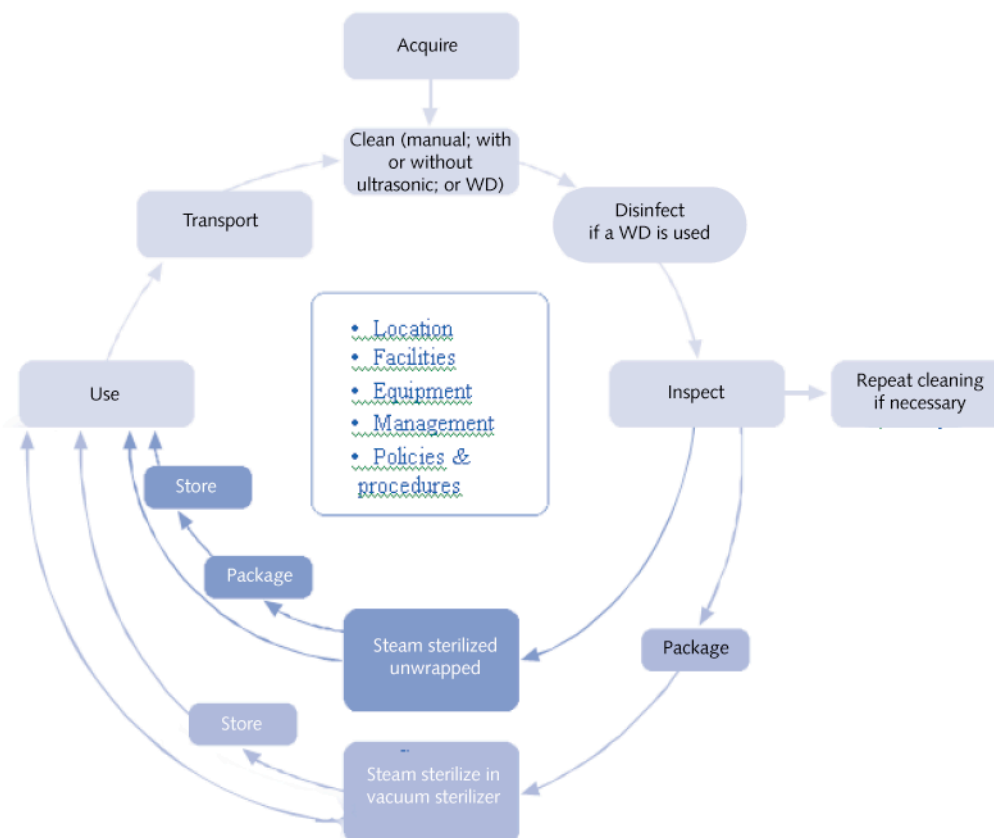 Acquire
Clean (manual; with
or without
ultrasonic; or WD)
Transport
Disinfect
if a WD is used
• Location
• Facilities
• Equipment
• Management
• Policies &
procedures
Use
Inspect
Repeat cleaning
if necessary
Store
Package
Steam sterilized
unwrapped
Package
Store
Steam sterilize in
vacuum sterilizer